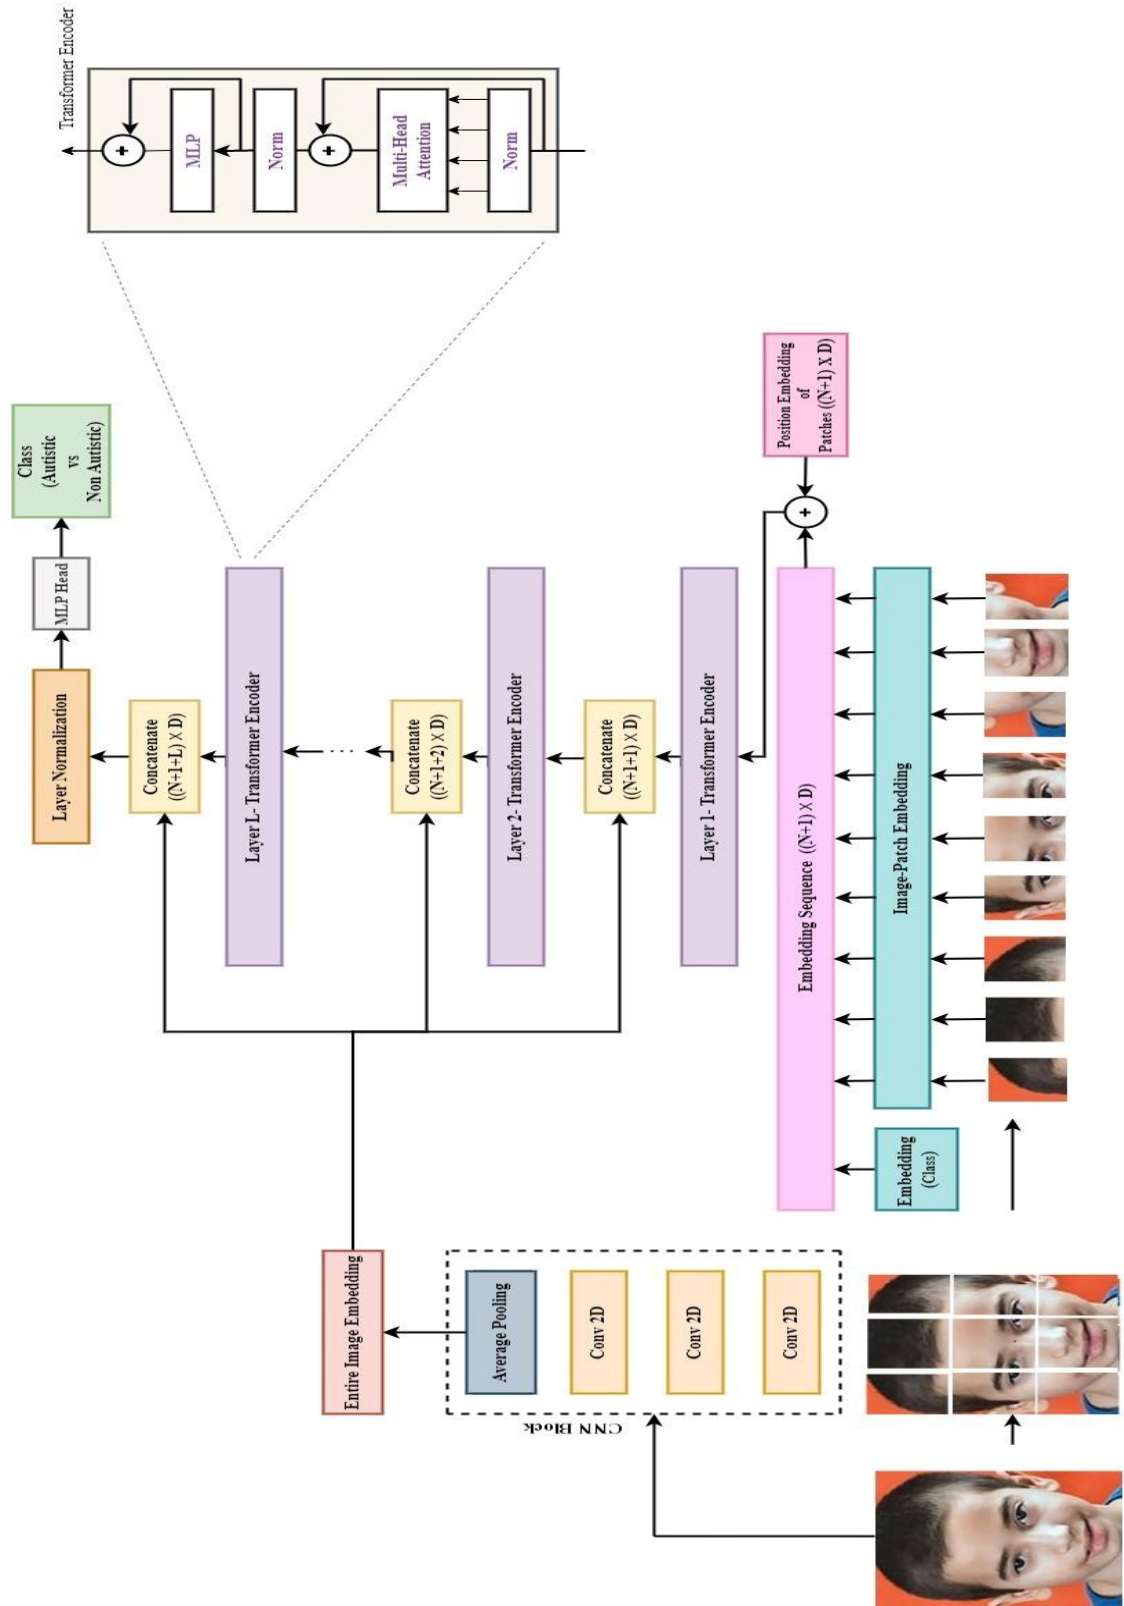 Transformer Encoder
+
MLP
Norm
+
Multi-Head
Attention
Norm
Class
(Autistic
vs
Non Autistic)
MLP Head
Layer Normalization
Concatenate
((N+1+L) X D)
Layer L- Transformer Encoder
...
Concatenate
((N+1+2) X D)
Layer 2- Transformer Encoder
Concatenate
((N+1+1) X D)
Layer 1- Transformer Encoder
Position Embedding
of
Patches ((N+1) X D)
+
Embedding Sequence ((N+1) X D)
Image-Patch Embedding
Embedding
(Class)
Entire Image Embedding
Average Pooling
Conv 2D
Conv 2D
Conv 2D
CNN Block